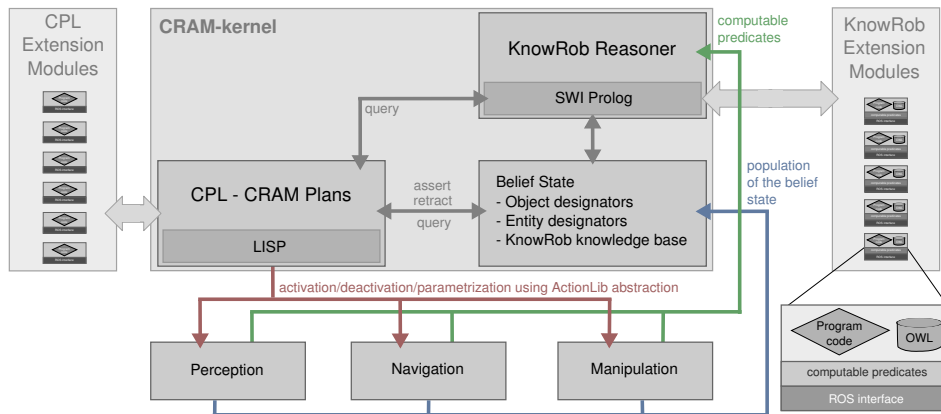 CPL
Extension
Modules
CRAM-kernel
computable
predicates
KnowRob
Extension
Modules
KnowRob Reasoner
SWI Prolog
query
CPL - CRAM Plans
LISP
assert
retract
query
Belief State
- Object designators
- Entity designators
- KnowRob knowledge base
population
of the belief
state
activation/deactivation/parametrization using ActionLib abstraction
Perception
Navigation
Manipulation
Program
code
OWL
computable predicates
ROS interface